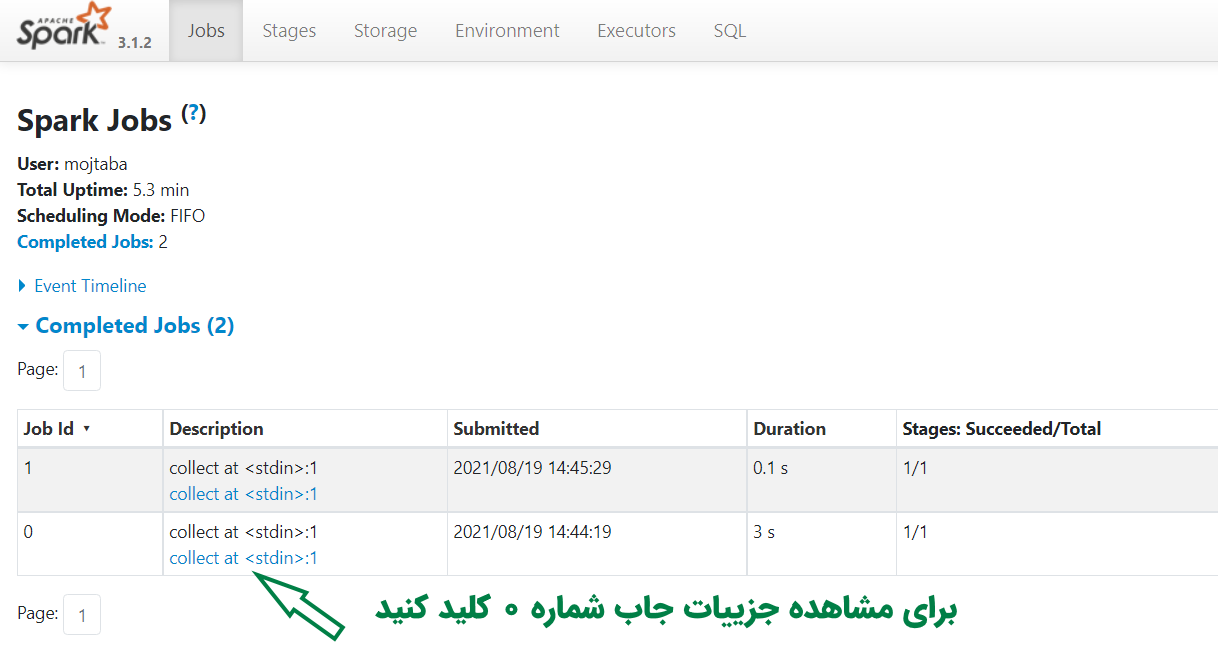 APACHE
Spark 3.1.2 Jobs Stages Storage Environment Executors SQL
Spark Jobs (?)
User: mojtaba
Total Uptime: 5.3 min
Scheduling Mode: FIFO
Completed Jobs: 2
Event Timeline
Completed Jobs (2)
Page: 1
Job Id ▾ Description Submitted Duration Stages: Succeeded/Total
1 collect at <stdin>:1 2021/08/19 14:45:29 0.1 s 1/1
collect at <stdin>:1
0 collect at <stdin>:1 2021/08/19 14:44:19 3 s 1/1
collect at <stdin>:1
برای مشاهده جزییات جاب شماره ۰ کلید کنید
Page: 1